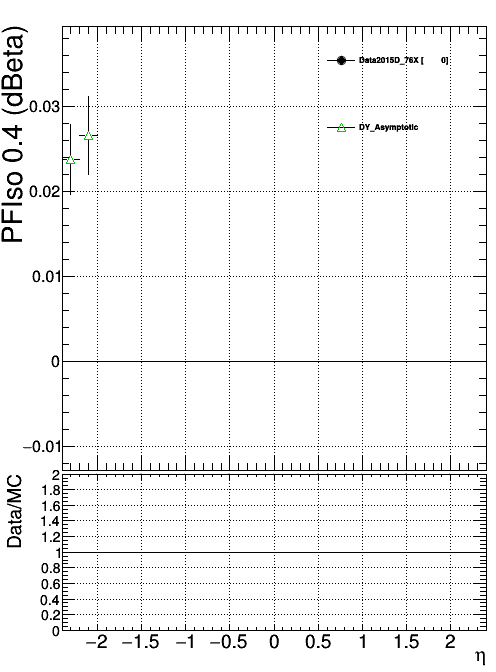 PFIso 0.4 (dBeta)
Data2015D_76X [ 0]
DY_Asymptotic
0.03
0.02
0.01
0
−0.01
Data/MC
2
1.8
1.6
1.4
1.2
1
0.8
0.6
0.4
0.2
0
−2 −1.5 −1 −0.5 0 0.5 1 1.5 2
η